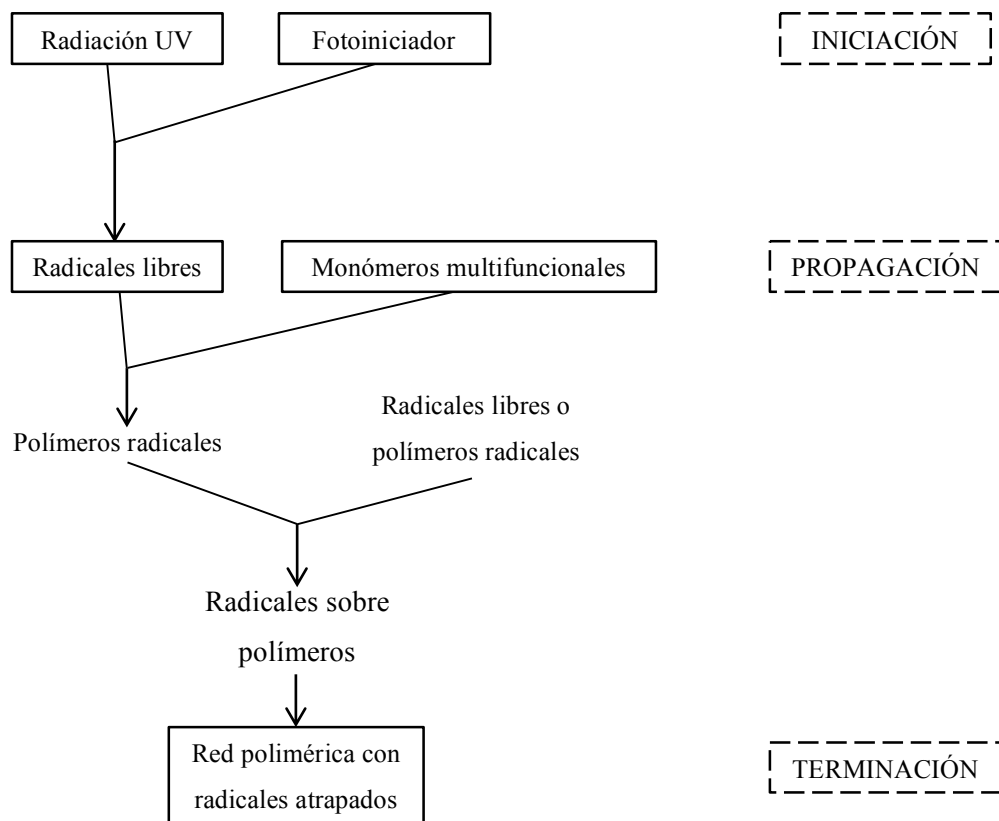 Radiación UV
Fotoiniciador
INICIACIÓN
Radicales libres
Monómeros multifuncionales
PROPAGACIÓN
Polímeros radicales
Radicales libres o
polímeros radicales
Radicales sobre
polímeros
Red polimérica con
radicales atrapados
TERMINACIÓN